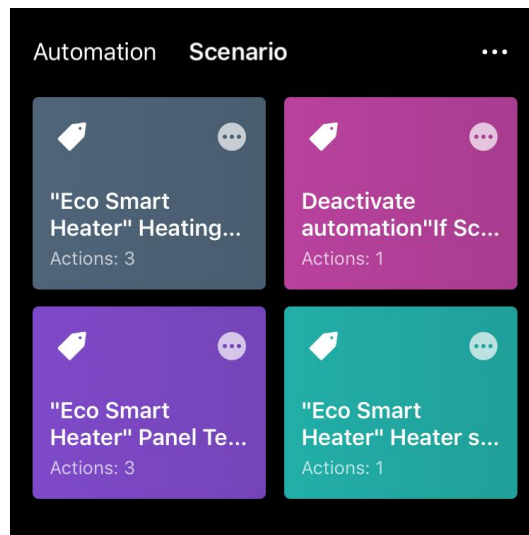 Automation Scenario
"Eco Smart
Heater" Heating...
Actions: 3
Deactivate
automation"If Sc...
Actions: 1
"Eco Smart
Heater" Panel Te...
Actions: 3
"Eco Smart
Heater" Heater s...
Actions: 1